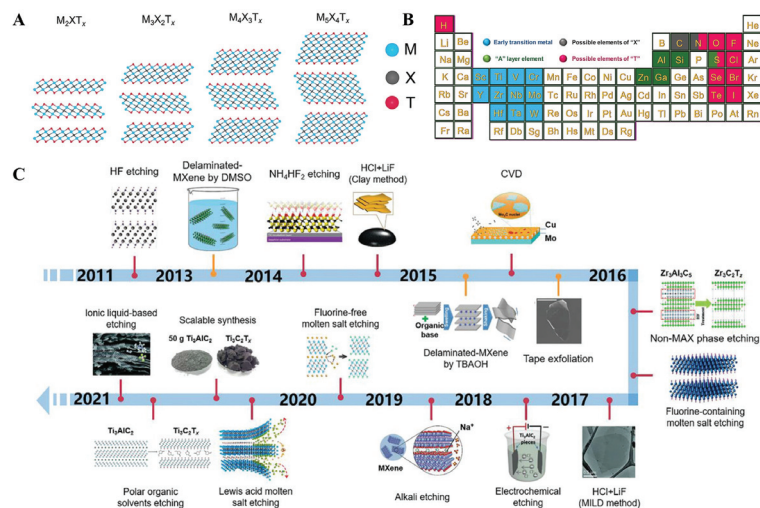 A
M₂XTₓ M₃X₂Tₓ M₄X₃Tₓ M₅X₄Tₓ
M
X
T
B
H He
Early transition metal Possible elements of "X"
"A" layer element Possible elements of "T"
Li Be B C N O F Ne
Na Mg Al Si P S Cl Ar
K Ca Sc Ti V Cr Mn Fe Co Ni Cu Zn Ga Ge As Se Br Kr
Rb Sr Y Zr Nb Mo Tc Ru Rh Pd Ag Cd In Sn Sb Te I Xe
Cs Ba Hf Ta W Re Os Ir Pt Au Hg Tl Pb Bi Po At Rn
Fr Ra Rf Db Sg Bh Hs Mt Ds Rg
C
HF etching
Delaminated-
MXene by DMSO
NH₄HF₂ etching
HCl+LiF
(Clay method)
CVD
Cu
Mo
2011 2013 2014 2015 2016
Zr₃Al₃C₅ Zr₃C₂Tz
Non-MAX phase etching
Ionic liquid-based
etching
Scalable synthesis
50 g Ti₃AlC₂ Ti₃C₂Tₓ
Fluorine-free
molten salt etching
Organic
base
Delaminated-MXene
by TBAOH
Tape exfoliation
Fluorine-containing
molten salt etching
2021 2020 2019 2018 2017
Ti₃AlC₂ Ti₃C₂Tₓ
Polar organic
solvents etching
Lewis acid molten
salt etching
MXene
Na⁺
Alkali etching
Ti₃AlC₂
pieces
Electrochemical
etching
HCl+LiF
(MILD method)